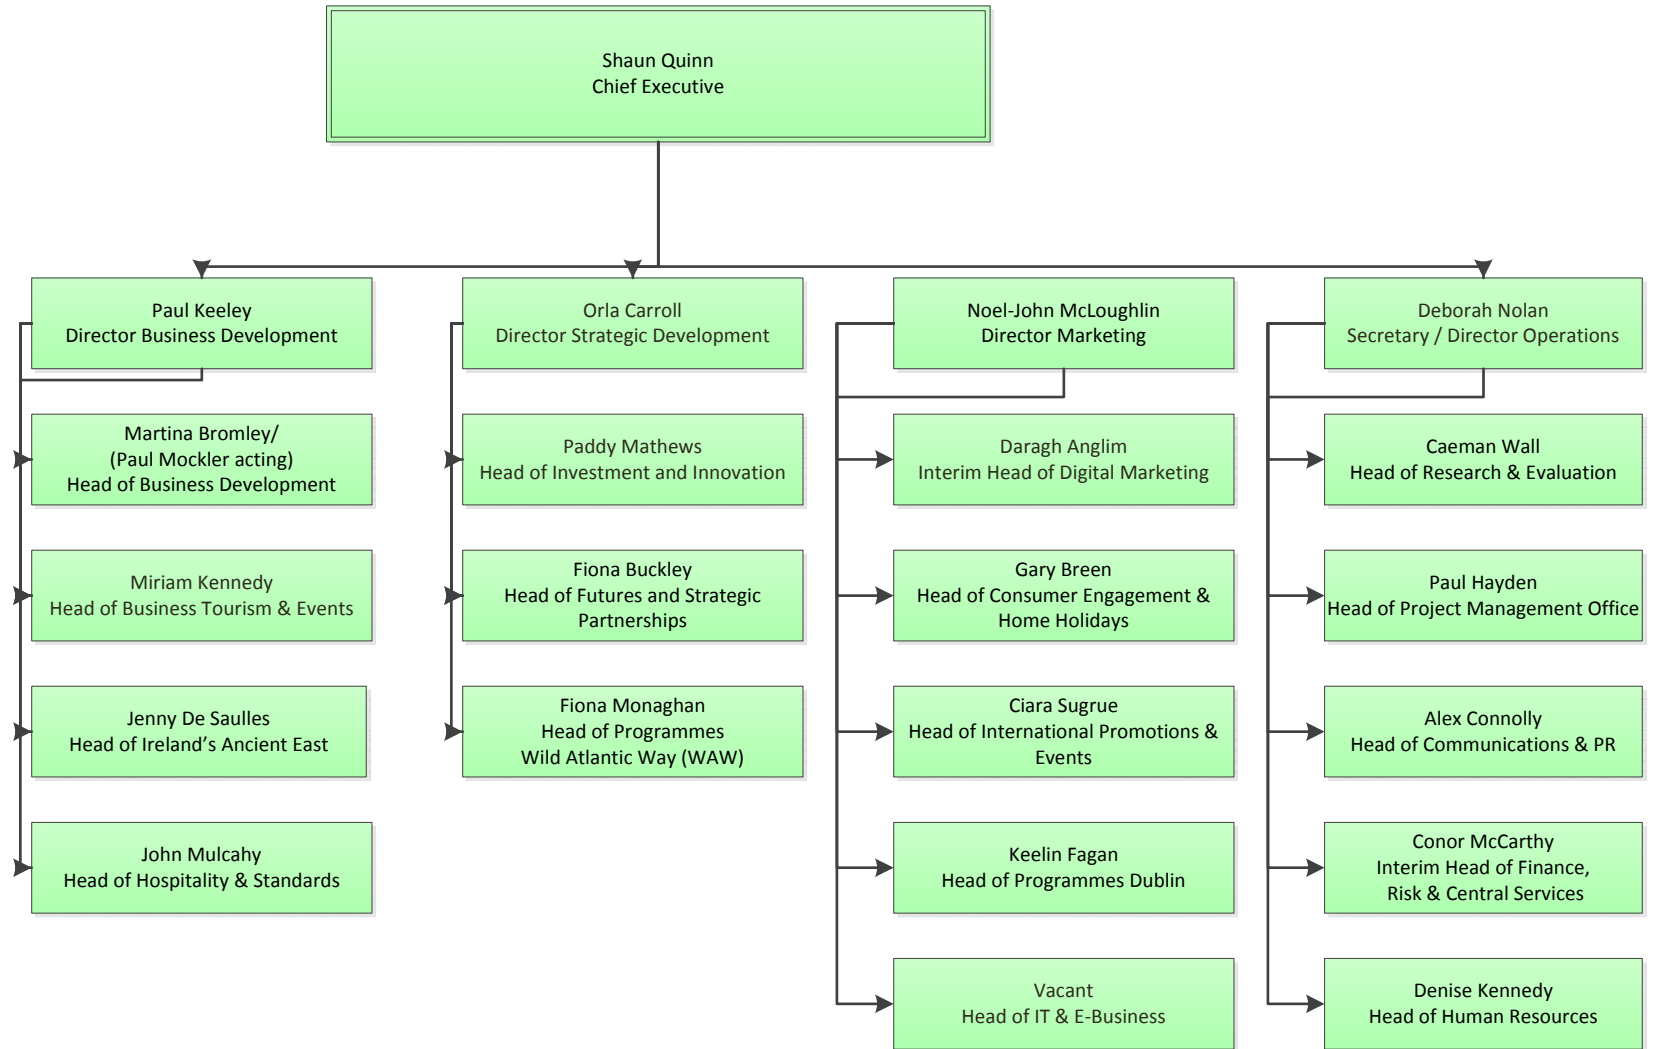 Shaun Quinn
Chief Executive
Paul Keeley
Director Business Development
Orla Carroll
Director Strategic Development
Noel-John McLoughlin
Director Marketing
Deborah Nolan
Secretary / Director Operations
Martina Bromley/
(Paul Mockler acting)
Head of Business Development
Paddy Mathews
Head of Investment and Innovation
Daragh Anglim
Interim Head of Digital Marketing
Caeman Wall
Head of Research & Evaluation
Miriam Kennedy
Head of Business Tourism & Events
Fiona Buckley
Head of Futures and Strategic
Partnerships
Gary Breen
Head of Consumer Engagement &
Home Holidays
Paul Hayden
Head of Project Management Office
Jenny De Saulles
Head of Ireland’s Ancient East
Fiona Monaghan
Head of Programmes
Wild Atlantic Way (WAW)
Ciara Sugrue
Head of International Promotions &
Events
Alex Connolly
Head of Communications & PR
John Mulcahy
Head of Hospitality & Standards
Keelin Fagan
Head of Programmes Dublin
Conor McCarthy
Interim Head of Finance,
Risk & Central Services
Vacant
Head of IT & E-Business
Denise Kennedy
Head of Human Resources